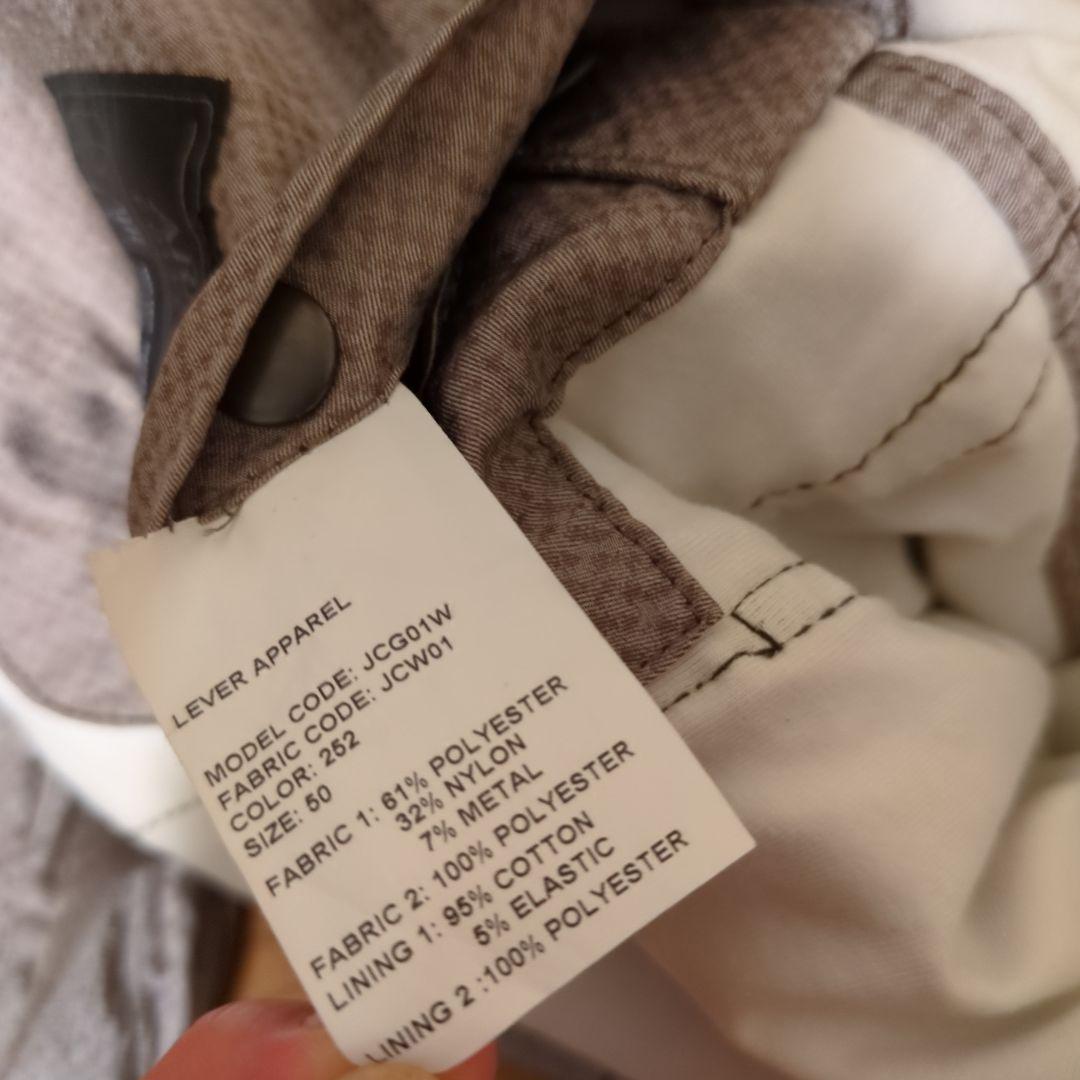 LEVER APPAREL
MODEL CODE: JCG01W
FABRIC CODE: JCW01
COLOR: 252
SIZE: 50
FABRIC 1: 61% POLYESTER
32% NYLON
7% METAL
FABRIC 2: 100% POLYESTER
LINING 1: 95% COTTON
5% ELASTIC
LINING 2 :100% POLYESTER